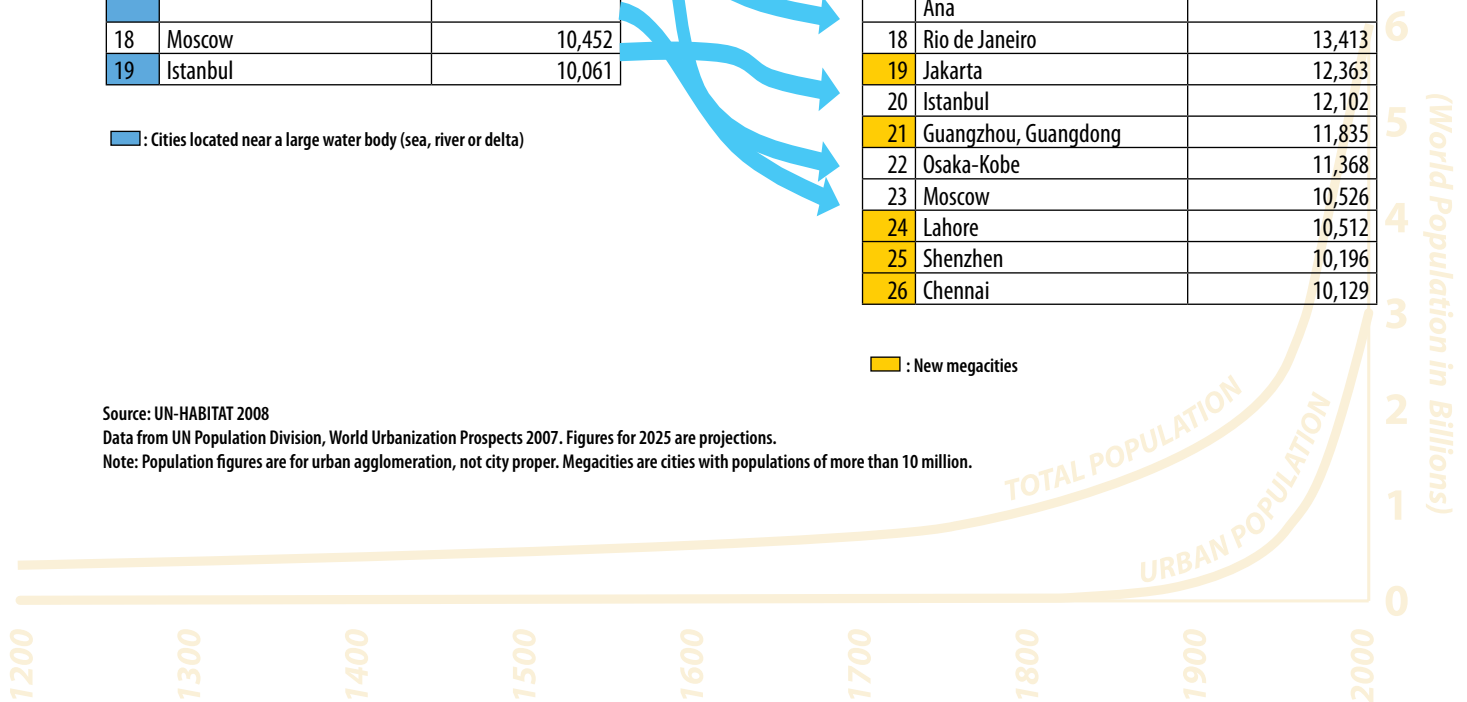 18 Moscow 10,452
19 Istanbul 10,061
: Cities located near a large water body (sea, river or delta)
Ana
18 Rio de Janeiro 13,413
19 Jakarta 12,363
20 Istanbul 12,102
21 Guangzhou, Guangdong 11,835
22 Osaka-Kobe 11,368
23 Moscow 10,526
24 Lahore 10,512
25 Shenzhen 10,196
26 Chennai 10,129
: New megacities
Source: UN-HABITAT 2008
Data from UN Population Division, World Urbanization Prospects 2007. Figures for 2025 are projections.
Note: Population figures are for urban agglomeration, not city proper. Megacities are cities with populations of more than 10 million.
TOTAL POPULATION
URBAN POPULATION
6
5
4
3
2
1
0
(World Population in Billions)
1200
1300
1400
1500
1600
1700
1800
1900
2000